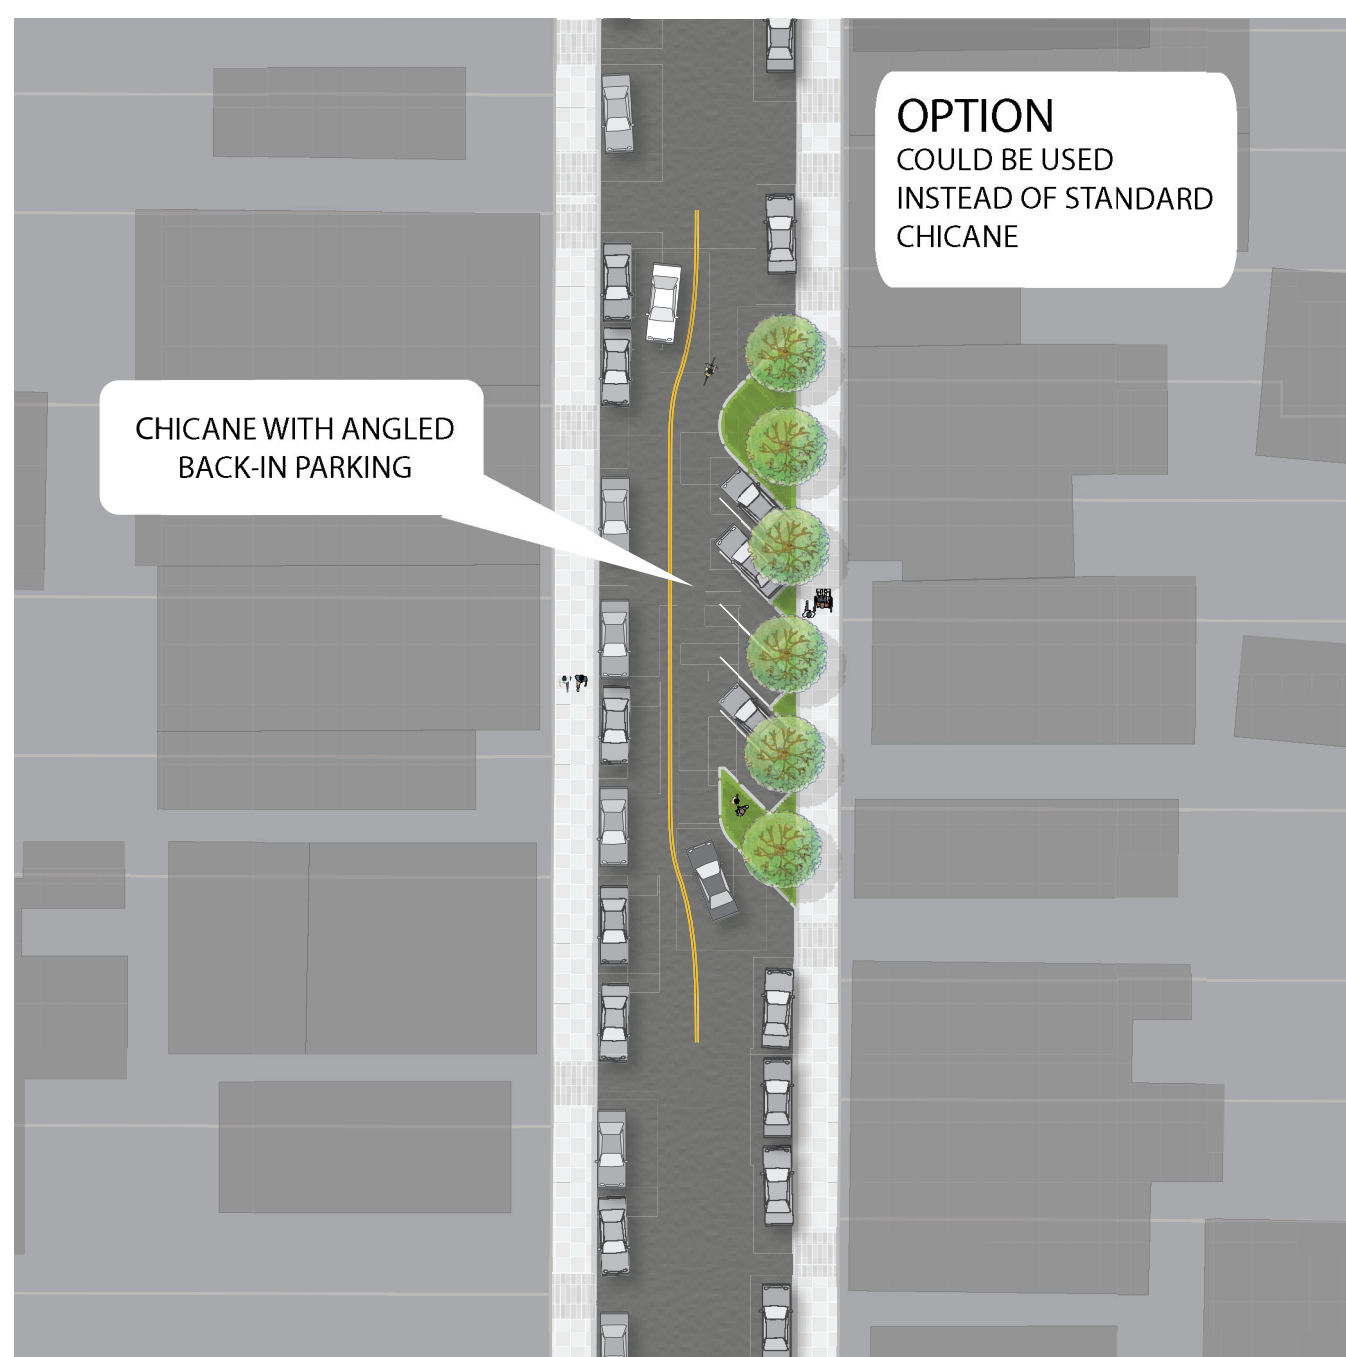 OPTION
COULD BE USED
INSTEAD OF STANDARD
CHICANE
CHICANE WITH ANGLED
BACK-IN PARKING